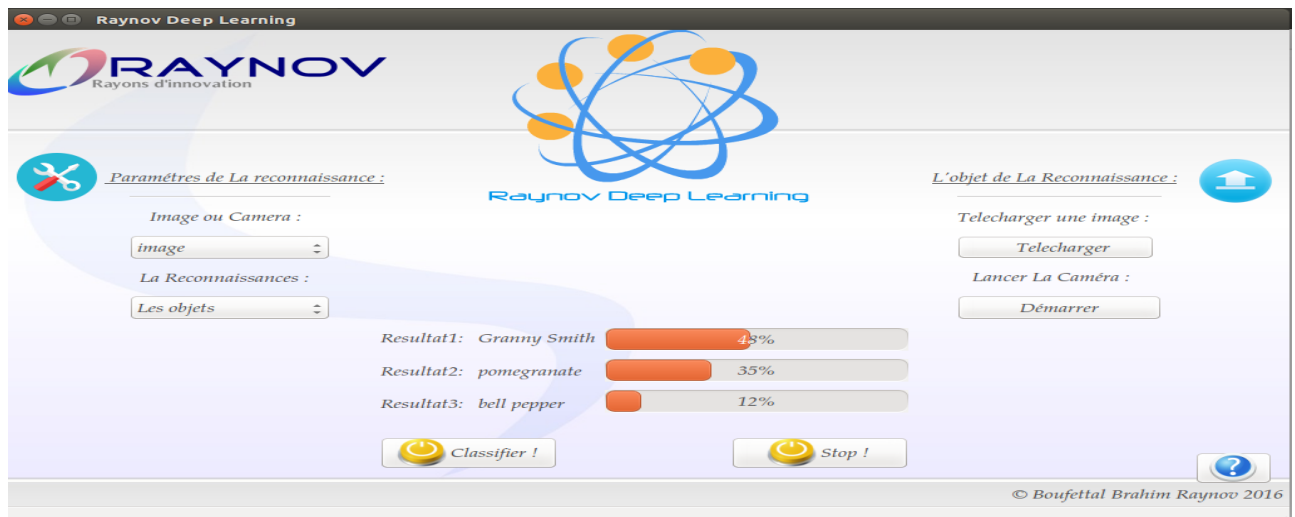 Raynov Deep Learning
RAYNOV
Rayons d'innovation
Raynov Deep Learning
Paramétres de La reconnaissance :
Image ou Camera :
image
La Reconnaissances :
Les objets
L'objet de La Reconnaissance :
Telecharger une image :
Telecharger
Lancer La Caméra :
Démarrer
Resultat1: Granny Smith 48%
Resultat2: pomegranate 35%
Resultat3: bell pepper 12%
Classifier !
Stop !
?
© Boufettal Brahim Raynov 2016